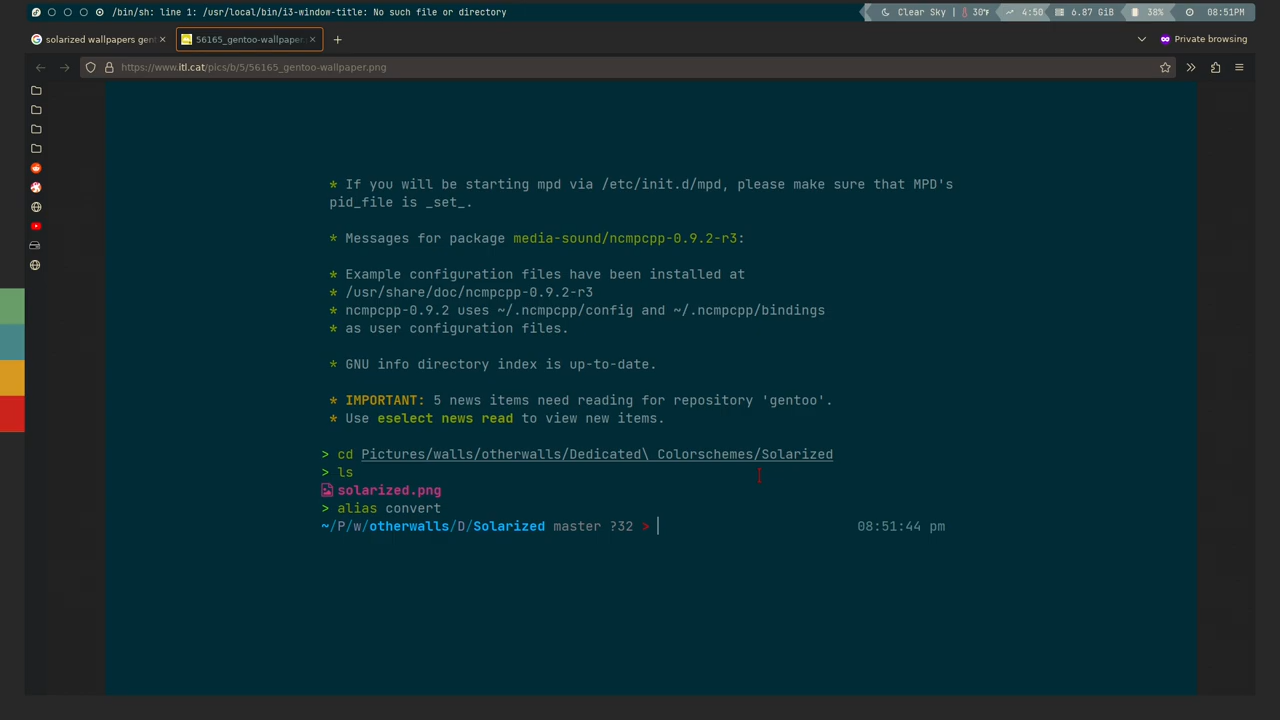 /bin/sh: line 1: /usr/local/bin/i3-window-title: No such file or directory
Clear Sky 30°F 4:50 6.87 GiB 38% 08:51PM
solarized wallpapers gen
56165_gentoo-wallpaper.
Private browsing
https://www.itl.cat/pics/b/5/56165_gentoo-wallpaper.png
* If you will be starting mpd via /etc/init.d/mpd, please make sure that MPD's
pid_file is _set_.
* Messages for package media-sound/ncmpcpp-0.9.2-r3:
* Example configuration files have been installed at
* /usr/share/doc/ncmpcpp-0.9.2-r3
* ncmpcpp-0.9.2 uses ~/.ncmpcpp/config and ~/.ncmpcpp/bindings
* as user configuration files.
* GNU info directory index is up-to-date.
* IMPORTANT: 5 news items need reading for repository 'gentoo'.
* Use eselect news read to view new items.
> cd Pictures/walls/otherwalls/Dedicated\ Colorschemes/Solarized
> ls
solarized.png
> alias convert
~/P/w/otherwalls/D/Solarized master ?32 > 08:51:44 pm